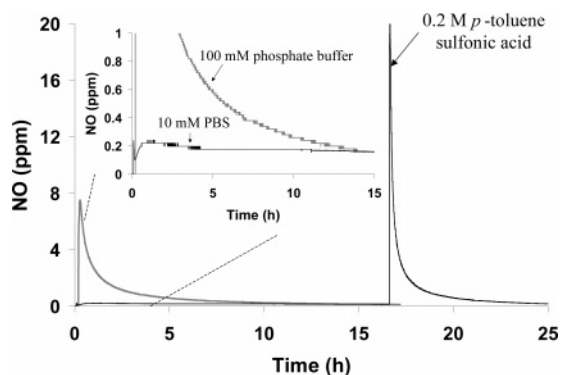 20
16
12
8
4
0
NO (ppm)
0
5
10
15
20
25
Time (h)
0.2 M p -toluene
sulfonic acid
1
0.8
0.6
0.4
0.2
0
NO (ppm)
100 mM phosphate buffer
10 mM PBS
0
5
10
15
Time (h)